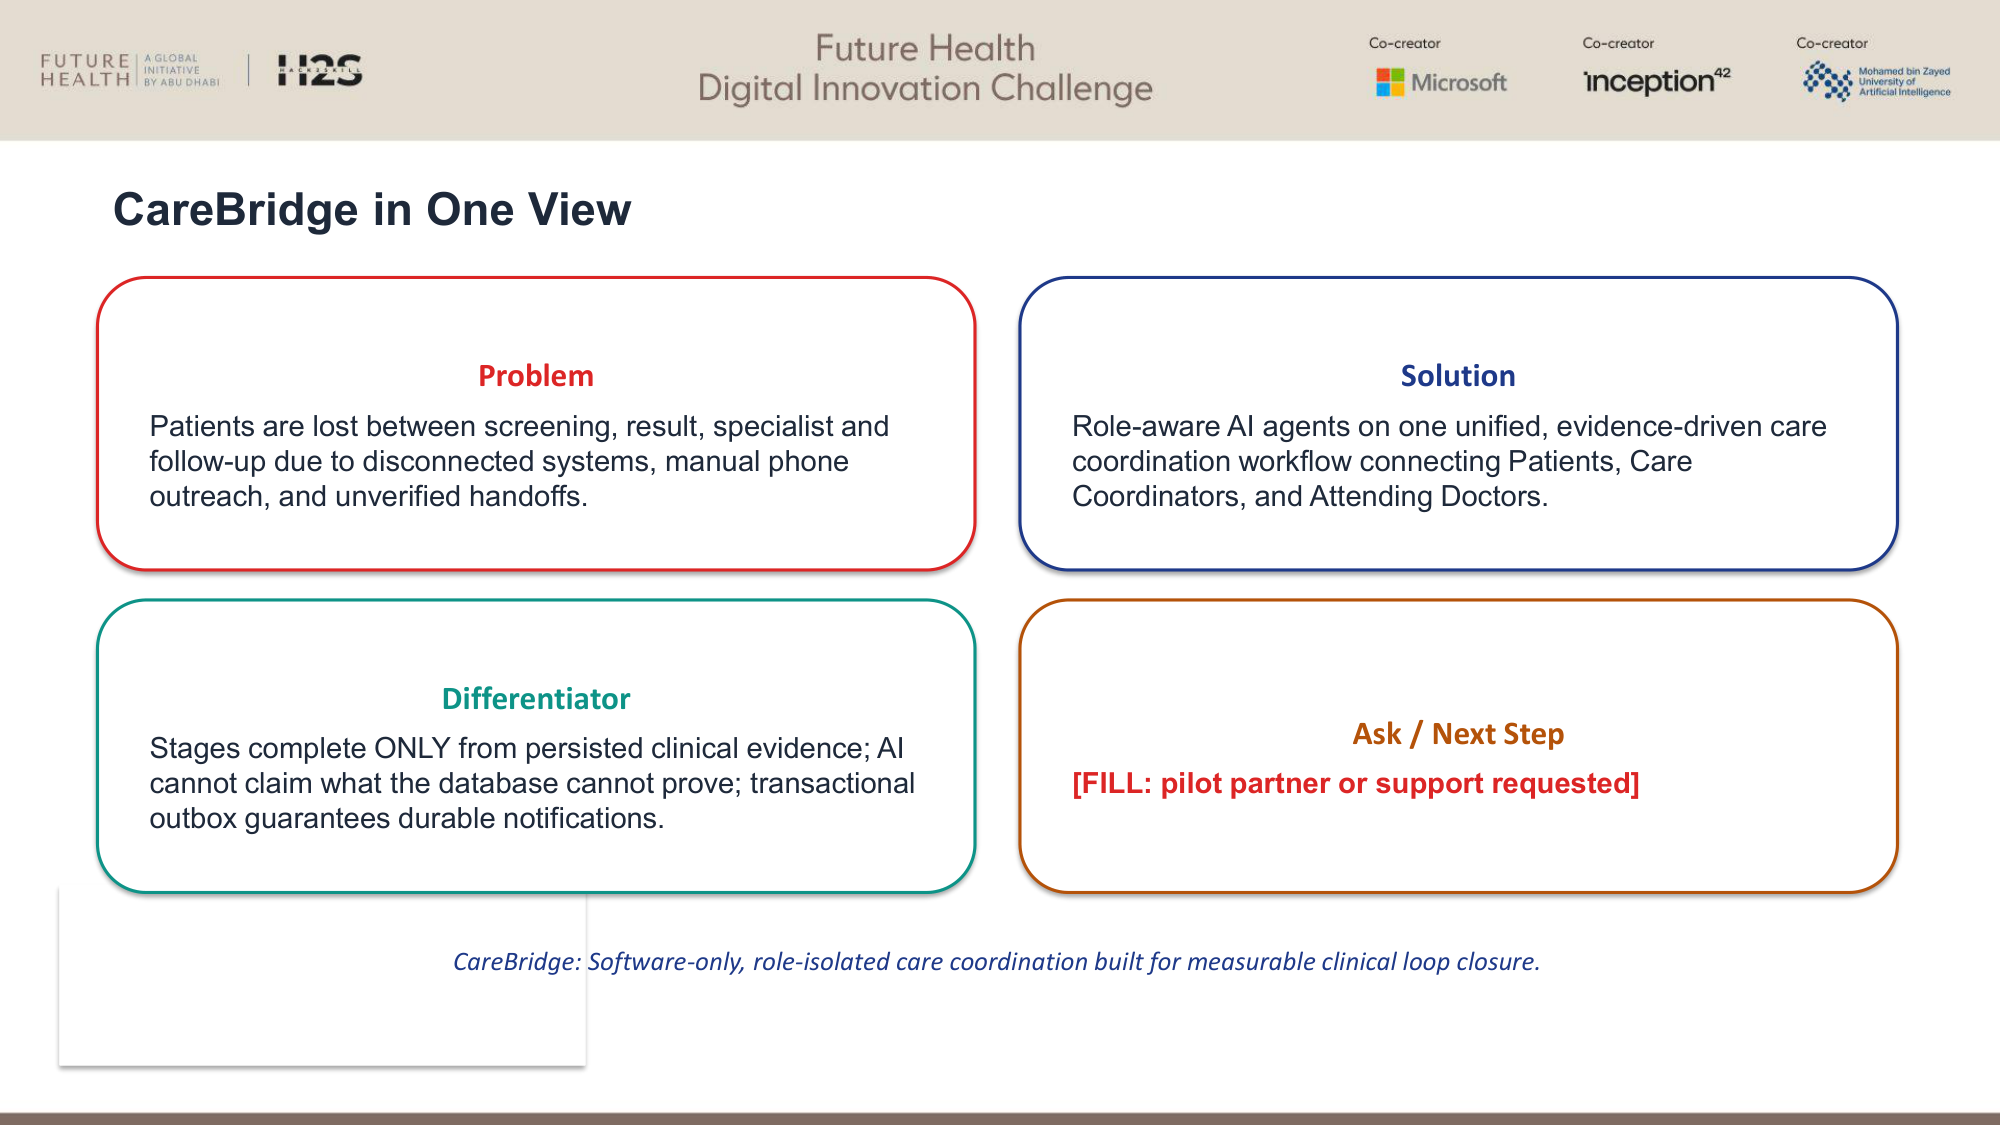 FUTURE HEALTH
A GLOBAL INITIATIVE BY ABU DHABI
H2S
HACK2SKILL
Future Health
Digital Innovation Challenge
Co-creator
Microsoft
Co-creator
inception42
Co-creator
Mohamed bin Zayed
University of
Artificial Intelligence
CareBridge in One View
Problem
Patients are lost between screening, result, specialist and
follow-up due to disconnected systems, manual phone
outreach, and unverified handoffs.
Solution
Role-aware AI agents on one unified, evidence-driven care
coordination workflow connecting Patients, Care
Coordinators, and Attending Doctors.
Differentiator
Stages complete ONLY from persisted clinical evidence; AI
cannot claim what the database cannot prove; transactional
outbox guarantees durable notifications.
Ask / Next Step
[FILL: pilot partner or support requested]
CareBridge: Software-only, role-isolated care coordination built for measurable clinical loop closure.